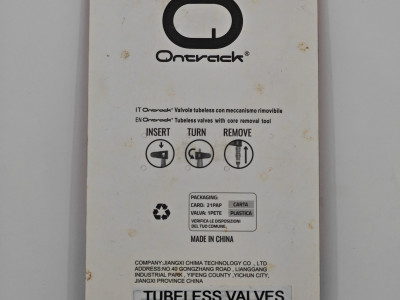 Ontrack®
IT Ontrack® Valvole tubeless con meccanismo rimovibile
EN Ontrack® Tubeless valves with core removal tool
INSERT TURN REMOVE
PACKAGING:
CARD: 21PAP CARTA
VALVA: 1PETE PLASTICA
VERIFICA LE DISPOSIZIONI
DEL TUO COMUNE.
MADE IN CHINA
COMPANY:JIANGXI CHIMA TECHNOLOGY CO., LTD
ADDRESS:NO.40 GONGZHANG ROAD , LIANGGANG
INDUSTRIAL PARK , YIFENG COUNTY ,YICHUN CITY,
JIANGXI PROVINCE CHINA
TUBELESS VALVES